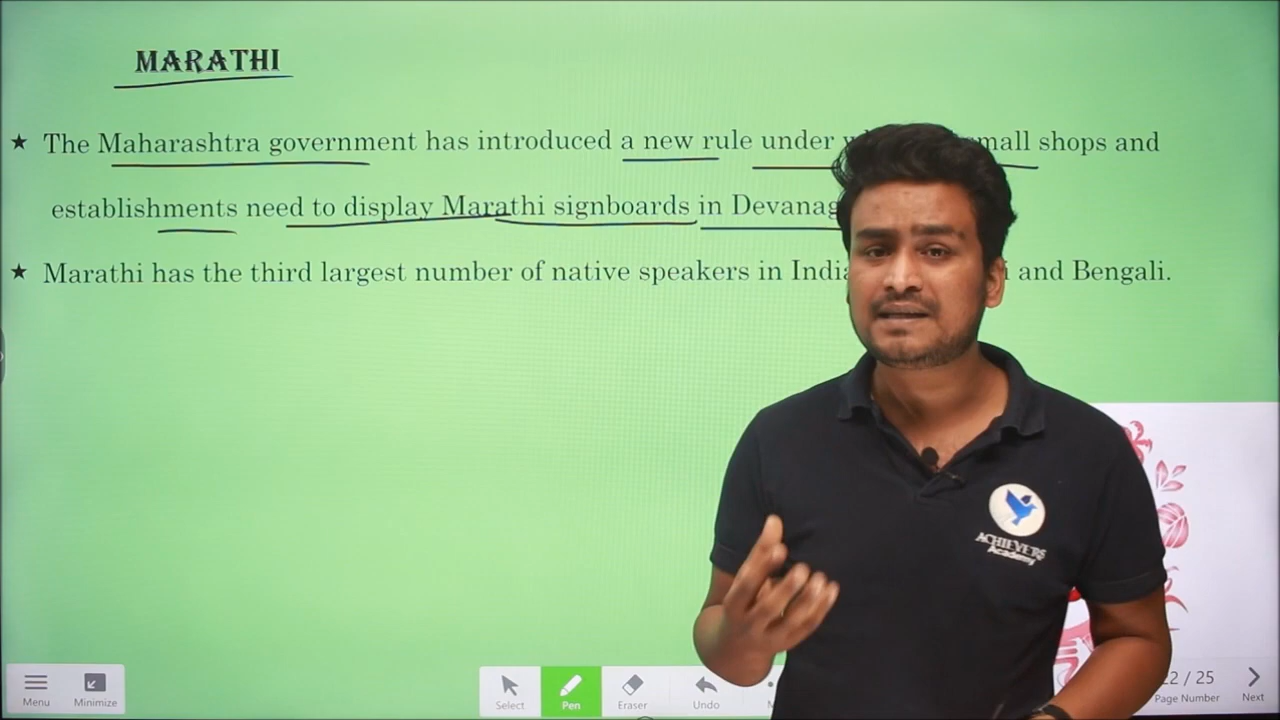 MARATHI
★ The Maharashtra government has introduced a new rule under small shops and
establishments need to display Marathi signboards in
★ Marathi has the third largest number of native speakers in and Bengali.
ACHIEVERS
Academy
Menu
Minimize
Select
Pen
Eraser
Undo
/ 25
Page Number
Next